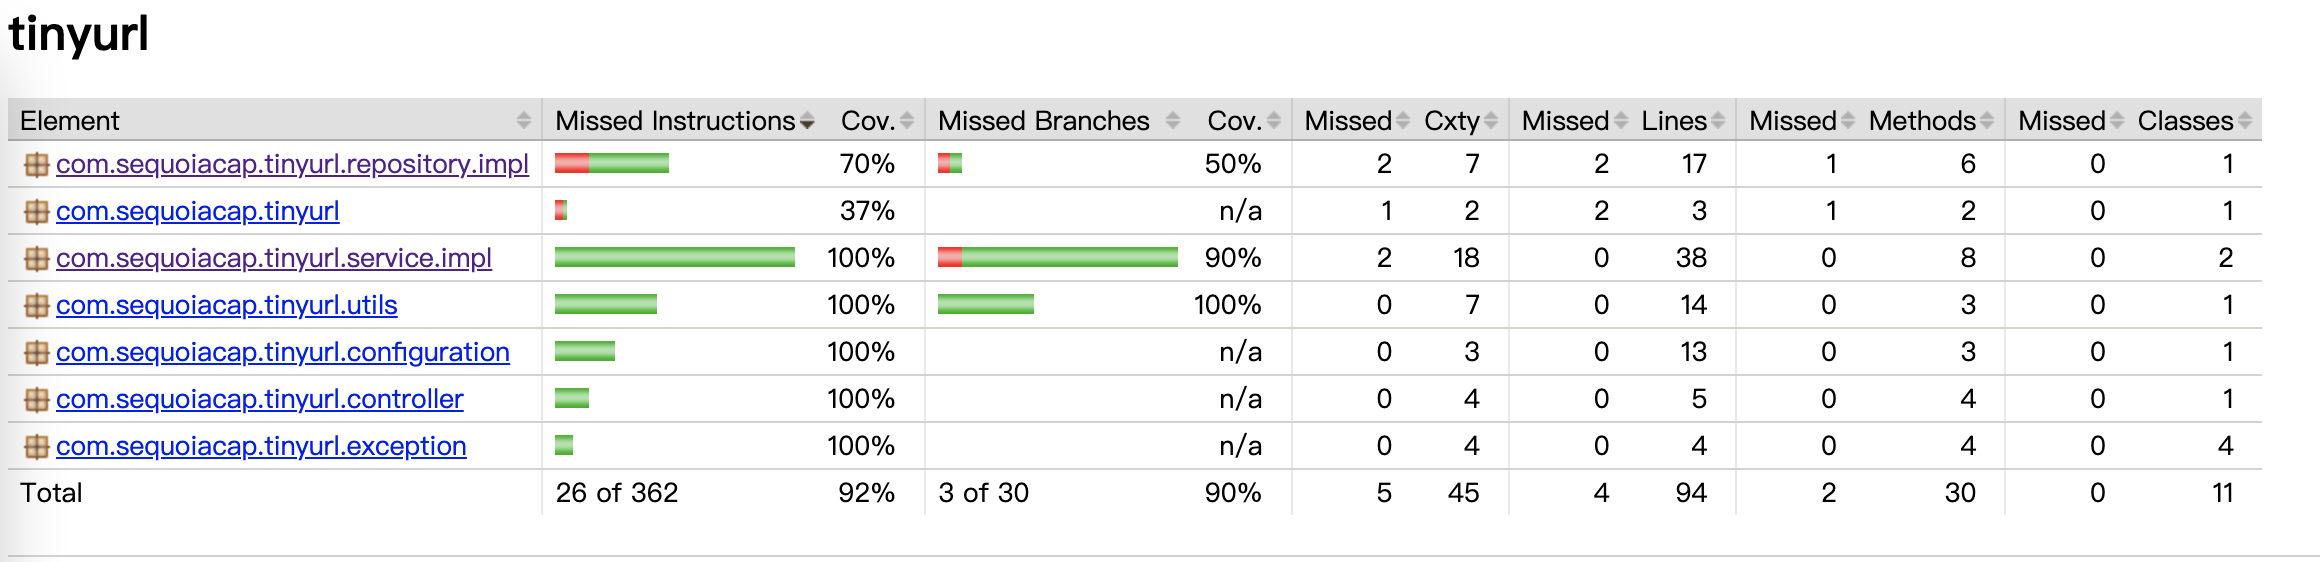 tinyurl
Element Missed Instructions Cov. Missed Branches Cov. Missed Cxty Missed Lines Missed Methods Missed Classes
com.sequoiacap.tinyurl.repository.impl 70% 50% 2 7 2 17 1 6 0 1
com.sequoiacap.tinyurl 37% n/a 1 2 2 3 1 2 0 1
com.sequoiacap.tinyurl.service.impl 100% 90% 2 18 0 38 0 8 0 2
com.sequoiacap.tinyurl.utils 100% 100% 0 7 0 14 0 3 0 1
com.sequoiacap.tinyurl.configuration 100% n/a 0 3 0 13 0 3 0 1
com.sequoiacap.tinyurl.controller 100% n/a 0 4 0 5 0 4 0 1
com.sequoiacap.tinyurl.exception 100% n/a 0 4 0 4 0 4 0 4
Total 26 of 362 92% 3 of 30 90% 5 45 4 94 2 30 0 11